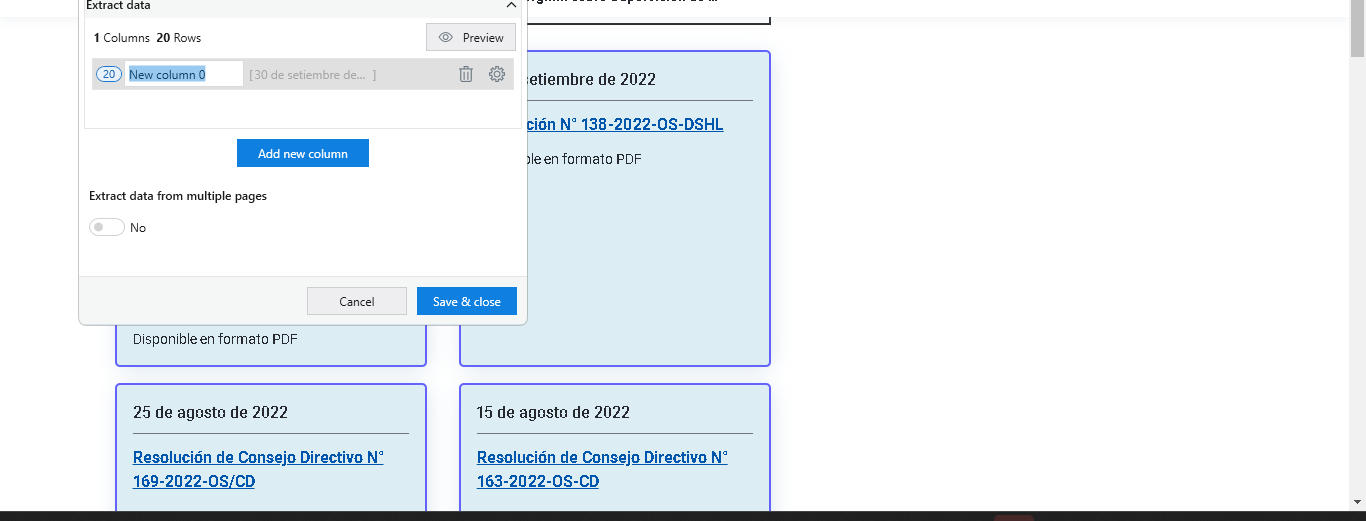 Extract data
1 Columns 20 Rows
Preview
20 New column 0 [30 de setiembre de... ]
Add new column
Extract data from multiple pages
No
Cancel
Save & close
etiembre de 2022
ción N° 138-2022-OS-DSHL
ble en formato PDF
Disponible en formato PDF
25 de agosto de 2022
Resolución de Consejo Directivo N°
169-2022-OS/CD
15 de agosto de 2022
Resolución de Consejo Directivo N°
163-2022-OS-CD